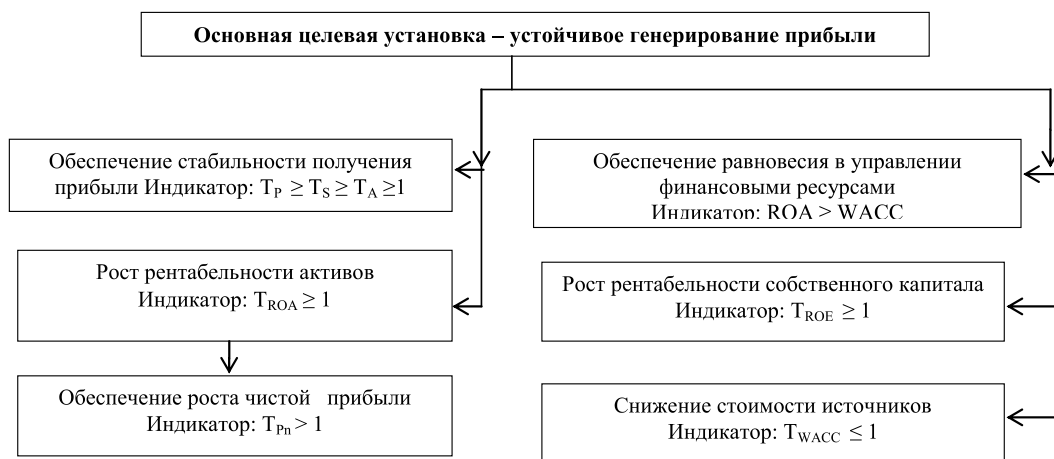 Основная целевая установка – устойчивое генерирование прибыли
Обеспечение стабильности получения
прибыли Индикатор: T_P ≥ T_S ≥ T_A ≥1
Обеспечение равновесия в управлении
финансовыми ресурсами
Индикатор: ROA > WACC
Рост рентабельности активов
Индикатор: T_ROA ≥ 1
Рост рентабельности собственного капитала
Индикатор: T_ROE ≥ 1
Обеспечение роста чистой прибыли
Индикатор: T_Pn > 1
Снижение стоимости источников
Индикатор: T_WACC ≤ 1